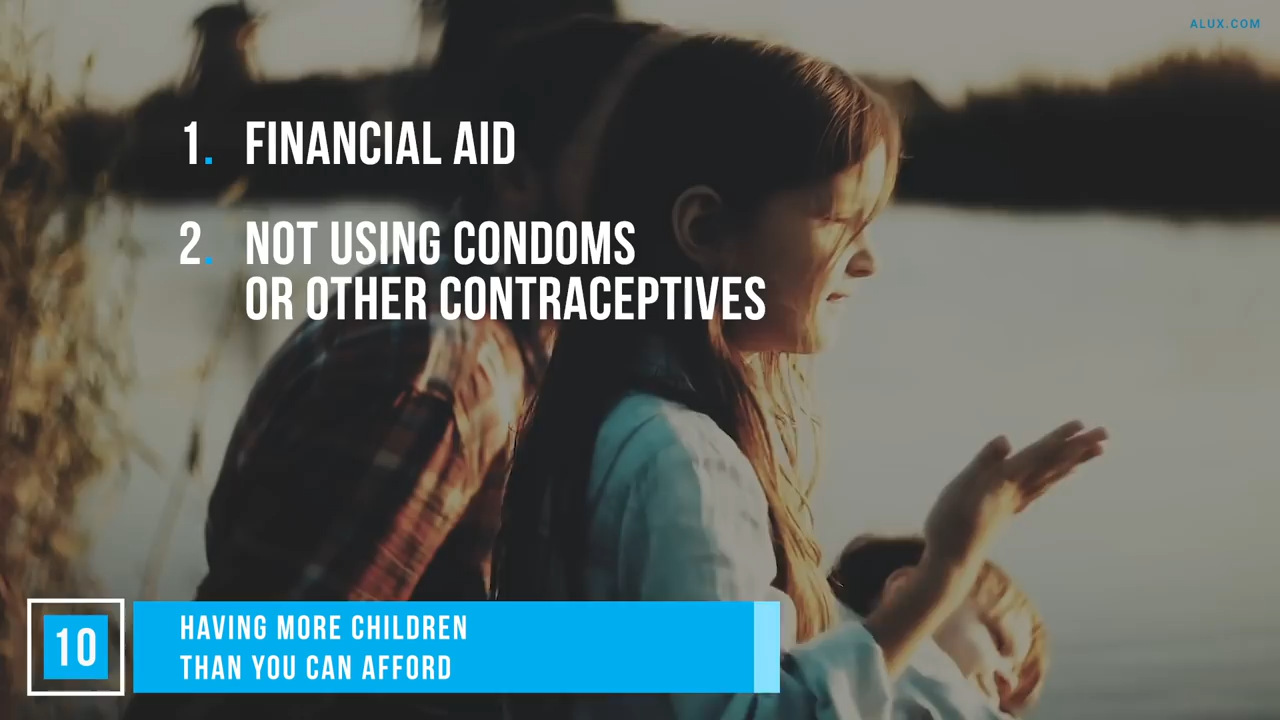 ALUX.COM
1. FINANCIAL AID
2. NOT USING CONDOMS
OR OTHER CONTRACEPTIVES
10
HAVING MORE CHILDREN
THAN YOU CAN AFFORD